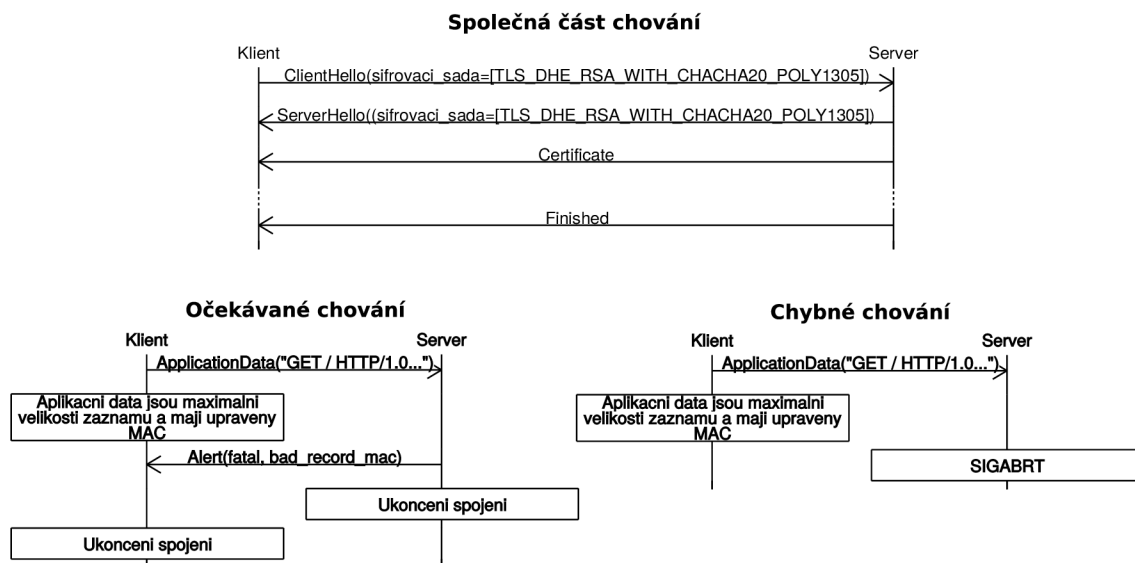 Společná část chování
Klient
Server
ClientHello(sifrovaci_sada=[TLS_DHE_RSA_WITH_CHACHA20_POLY1305])
ServerHello((sifrovaci_sada=[TLS_DHE_RSA_WITH_CHACHA20_POLY1305])
Certificate
Finished
Očekávané chování
Klient
Server
ApplicationData("GET / HTTP/1.0...")
Aplikacni data jsou maximalni
velikosti zaznamu a maji upraveny
MAC
Alert(fatal, bad_record_mac)
Ukonceni spojeni
Ukonceni spojeni
Chybné chování
Klient
Server
ApplicationData("GET / HTTP/1.0...")
Aplikacni data jsou maximalni
velikosti zaznamu a maji upraveny
MAC
SIGABRT